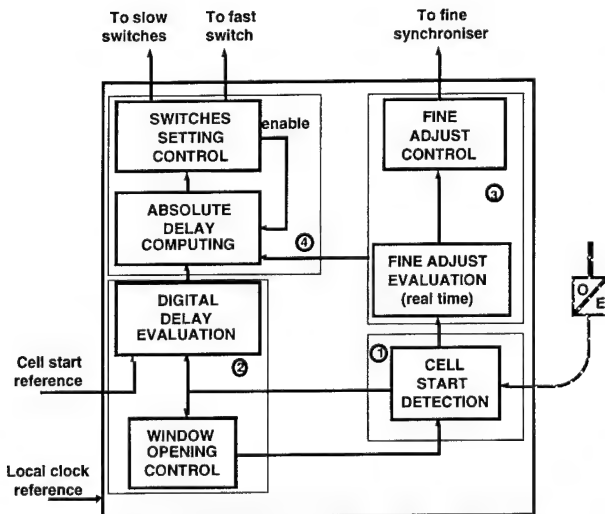 To slow
switches
To fast
switch
To fine
synchroniser
SWITCHES
SETTING
CONTROL
enable
FINE
ADJUST
CONTROL
3
ABSOLUTE
DELAY
COMPUTING
4
FINE ADJUST
EVALUATION
(real time)
O
E
DIGITAL
DELAY
EVALUATION
1
2
Cell start
reference
CELL
START
DETECTION
WINDOW
OPENING
CONTROL
Local clock
reference